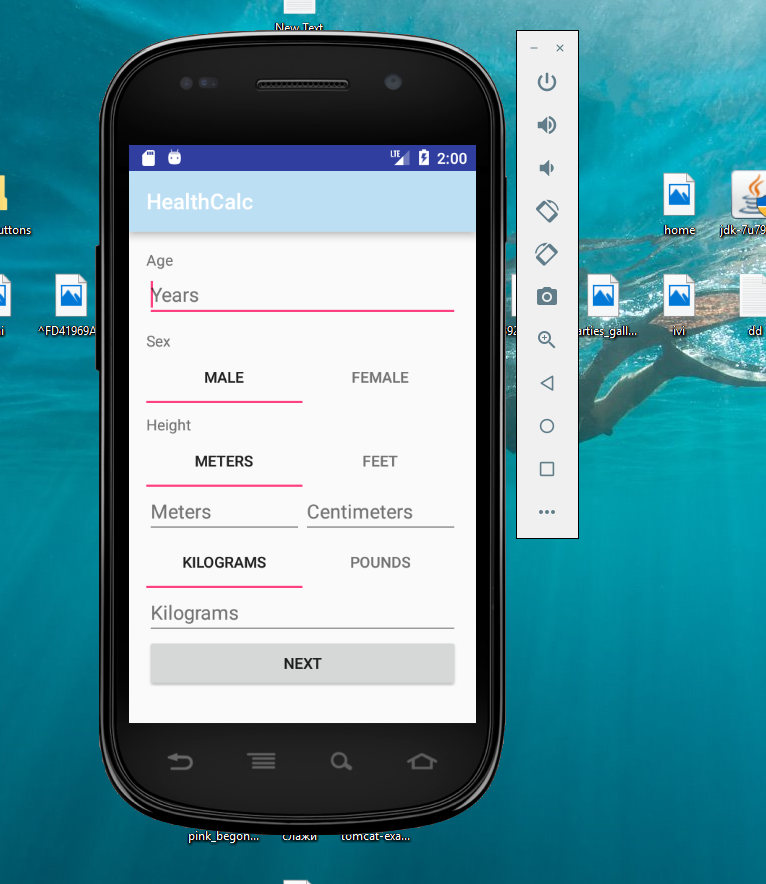 New Text
LTE 2:00
HealthCalc
Age
Years
Sex
MALE FEMALE
Height
METERS FEET
Meters Centimeters
KILOGRAMS POUNDS
Kilograms
NEXT
uttons
home
jdk-7u79
i
^FD41969A
arties_gall...
ivi
dd
pink_begon...
слажи
tomcat-exa...